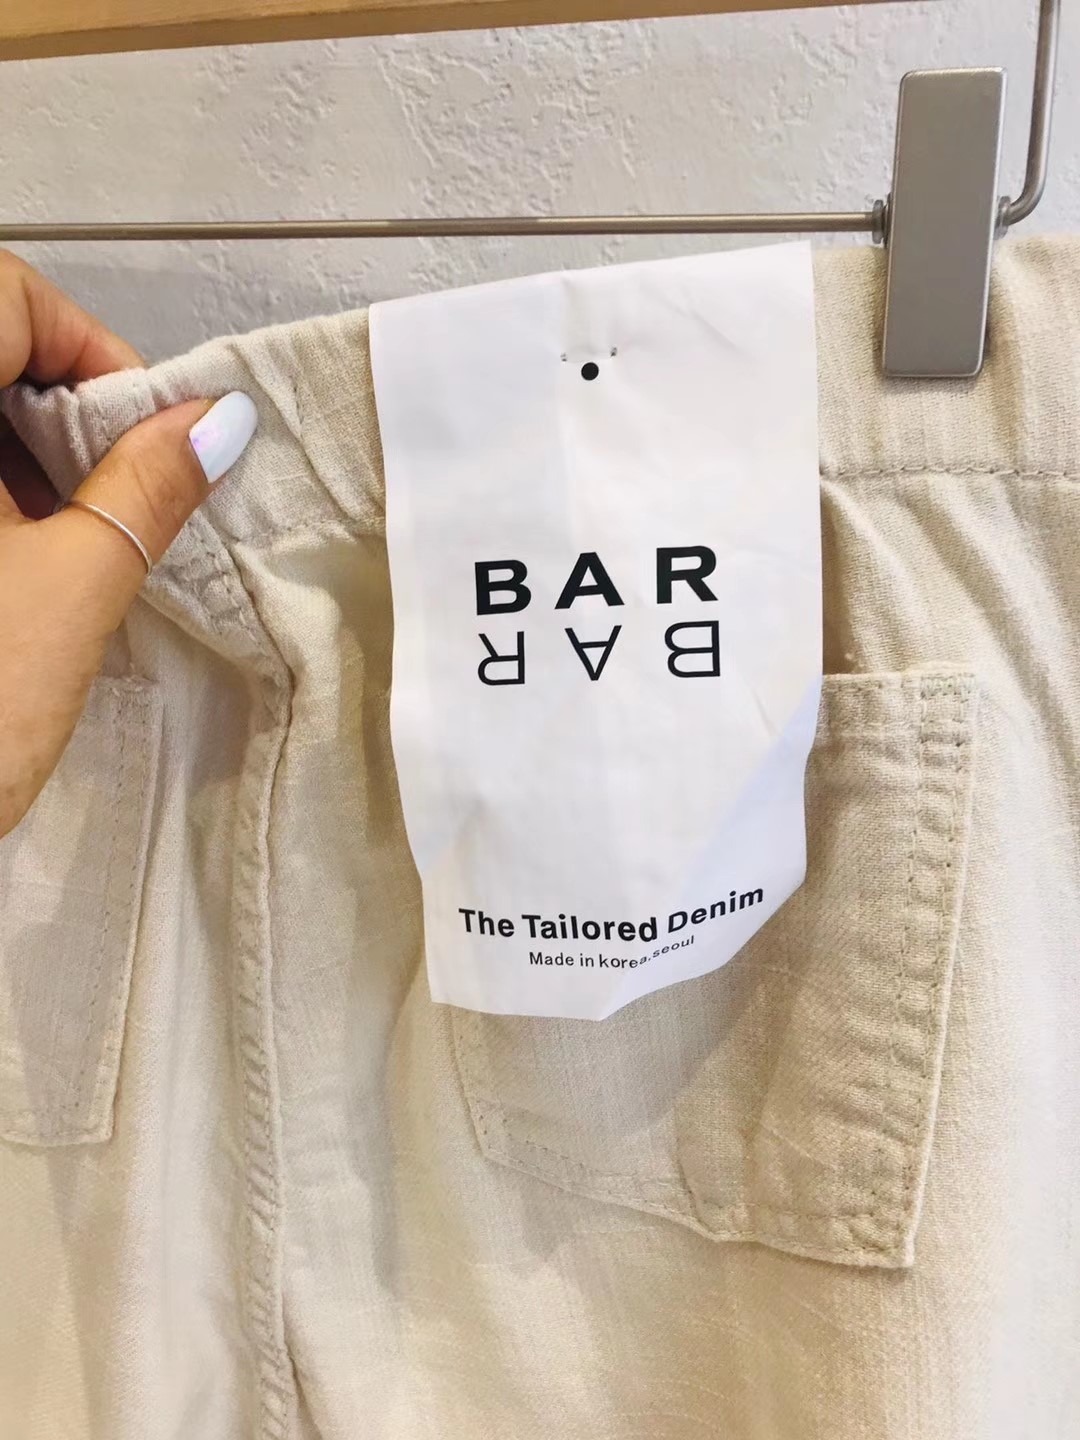 BAR
BAR
The Tailored Denim
Made in korea.seoul